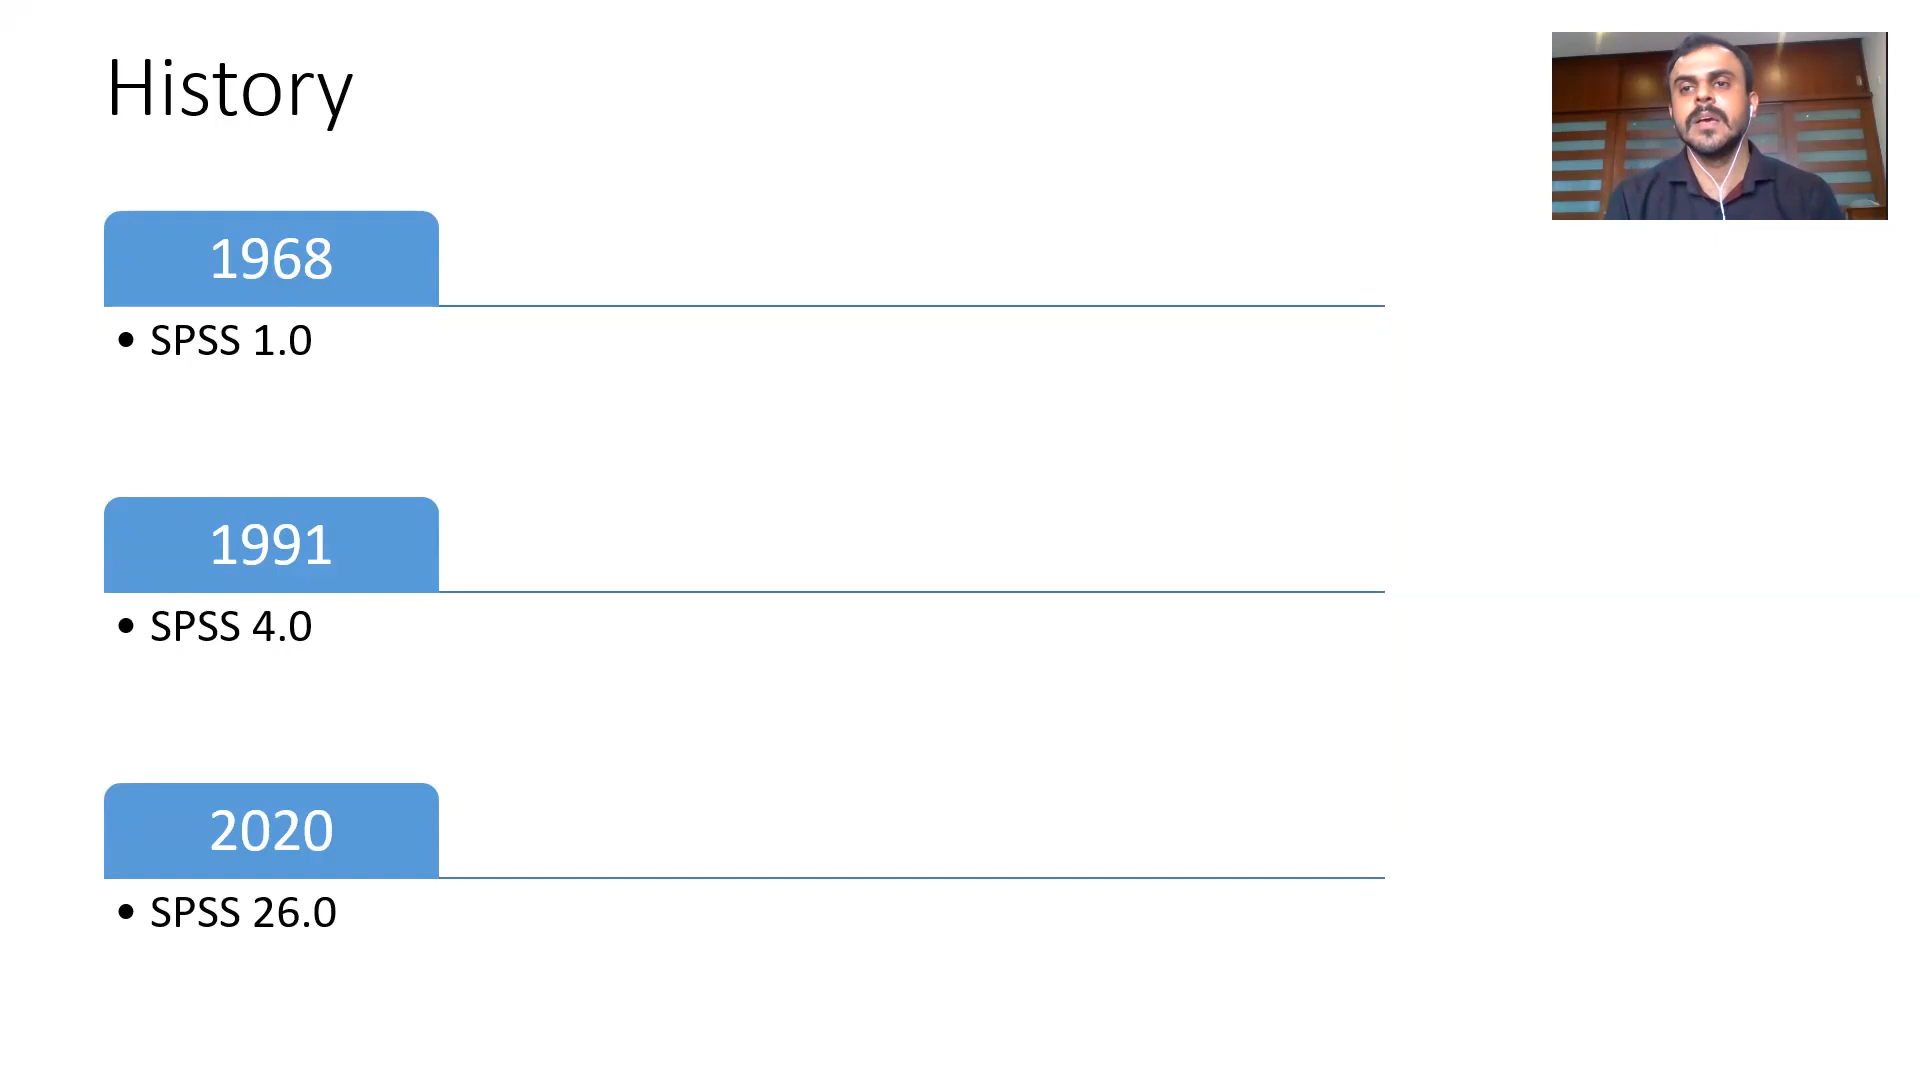 History
1968
• SPSS 1.0
1991
• SPSS 4.0
2020
• SPSS 26.0